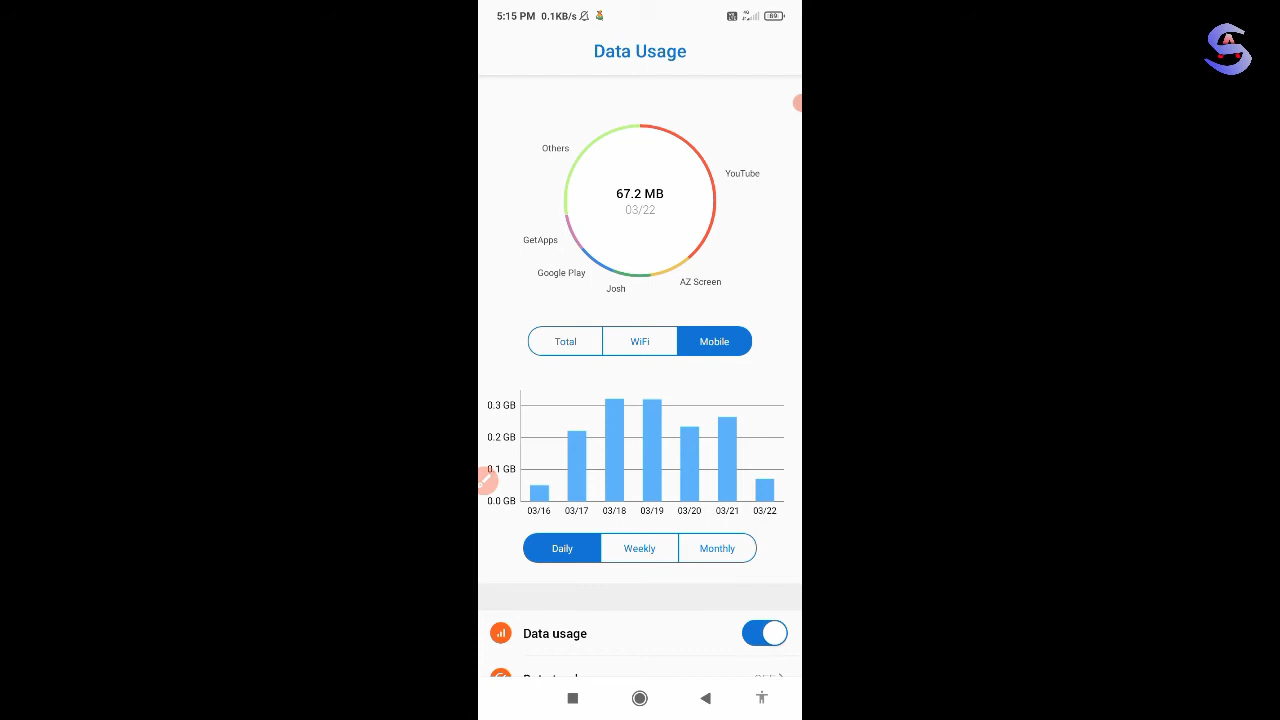 5:15 PM 0.1KB/s
4G
89
Data Usage
Others
YouTube
67.2 MB
03/22
GetApps
Google Play
AZ Screen
Josh
Total WiFi Mobile
0.3 GB
0.2 GB
0.1 GB
0.0 GB
03/16 03/17 03/18 03/19 03/20 03/21 03/22
Daily Weekly Monthly
Data usage